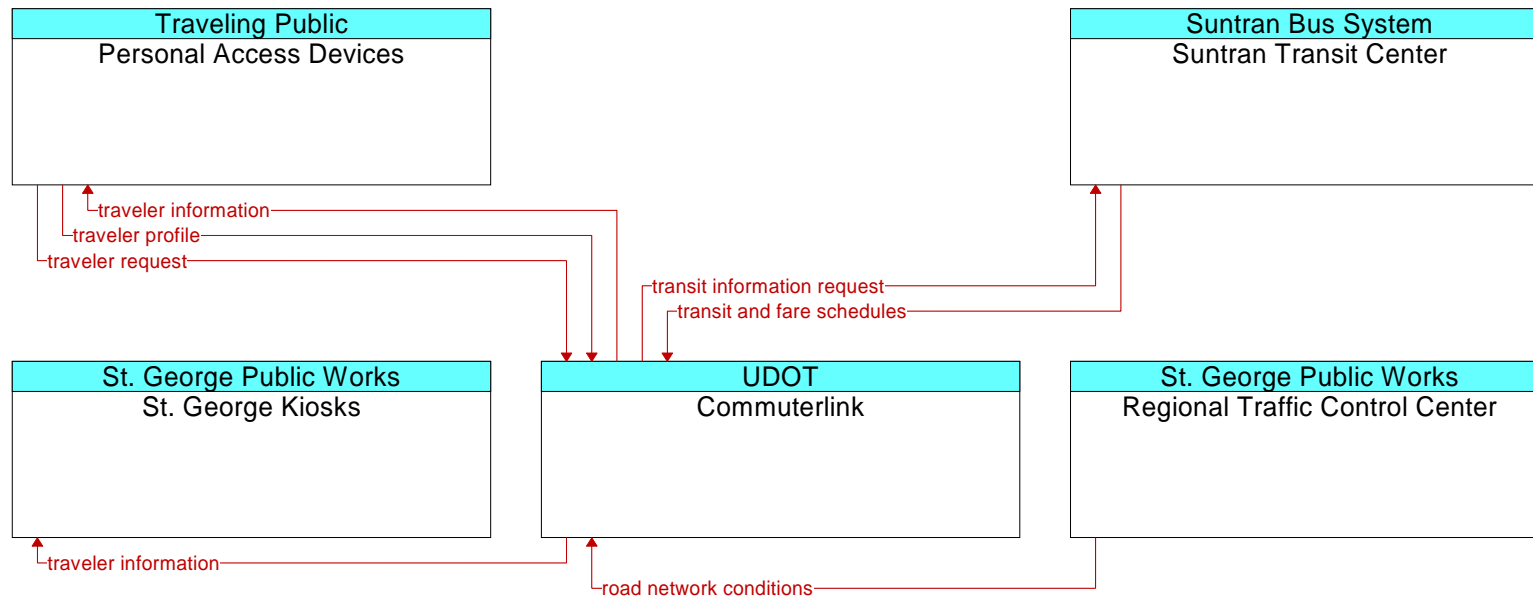 Traveling Public
Personal Access Devices
Suntran Bus System
Suntran Transit Center
traveler information
traveler profile
traveler request
transit information request
transit and fare schedules
St. George Public Works
St. George Kiosks
UDOT
Commuterlink
St. George Public Works
Regional Traffic Control Center
traveler information
road network conditions